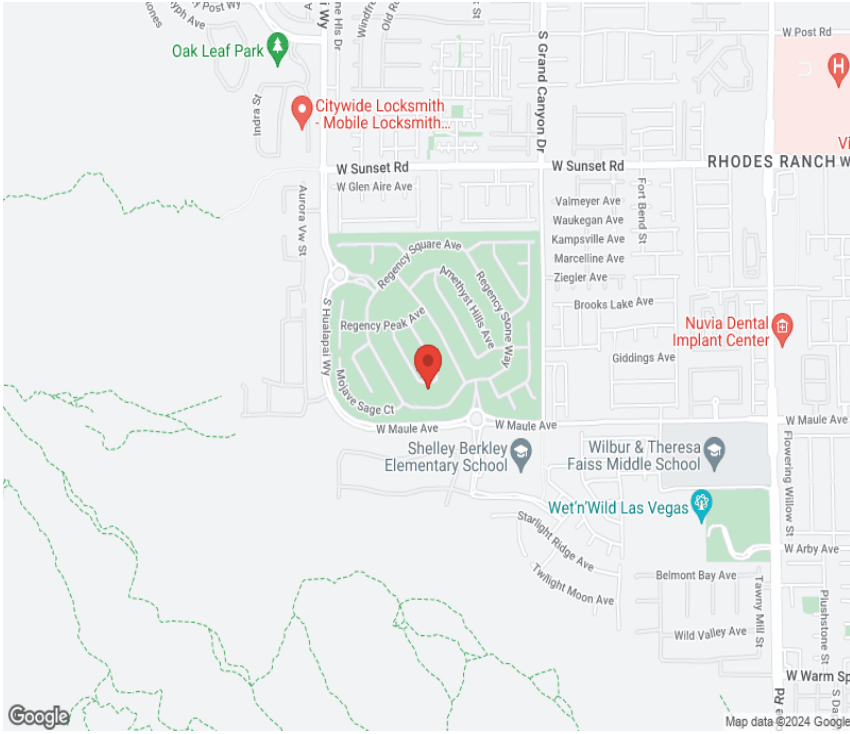 Post Wy
S Grand Canyon Dr
W Post Rd
Oak Leaf Park
Indra St
Citywide Locksmith
- Mobile Locksmith...
W Sunset Rd
W Sunset Rd
RHODES RANCH
W Glen Aire Ave
Aurora Vw St
Valmeyer Ave
Fort Bend St
Waukegan Ave
Kampsville Ave
Marcelline Ave
Ziegler Ave
Regency Square Ave
Amethyst Hills Ave
Regency Stone Way
Brooks Lake Ave
S Hualapai Wy
Regency Peak Ave
Nuvia Dental
Implant Center
Giddings Ave
Mojave Sage Ct
W Maule Ave
W Maule Ave
W Maule Ave
Shelley Berkley
Elementary School
Wilbur & Theresa
Faiss Middle School
Flowering Willow St
Wet'n'Wild Las Vegas
Starlight Ridge Ave
W Arby Ave
Twilight Moon Ave
Belmont Bay Ave
Tawny Mill St
Plushstone St
Wild Valley Ave
W Warm Sp
Google
Map data ©2024 Google